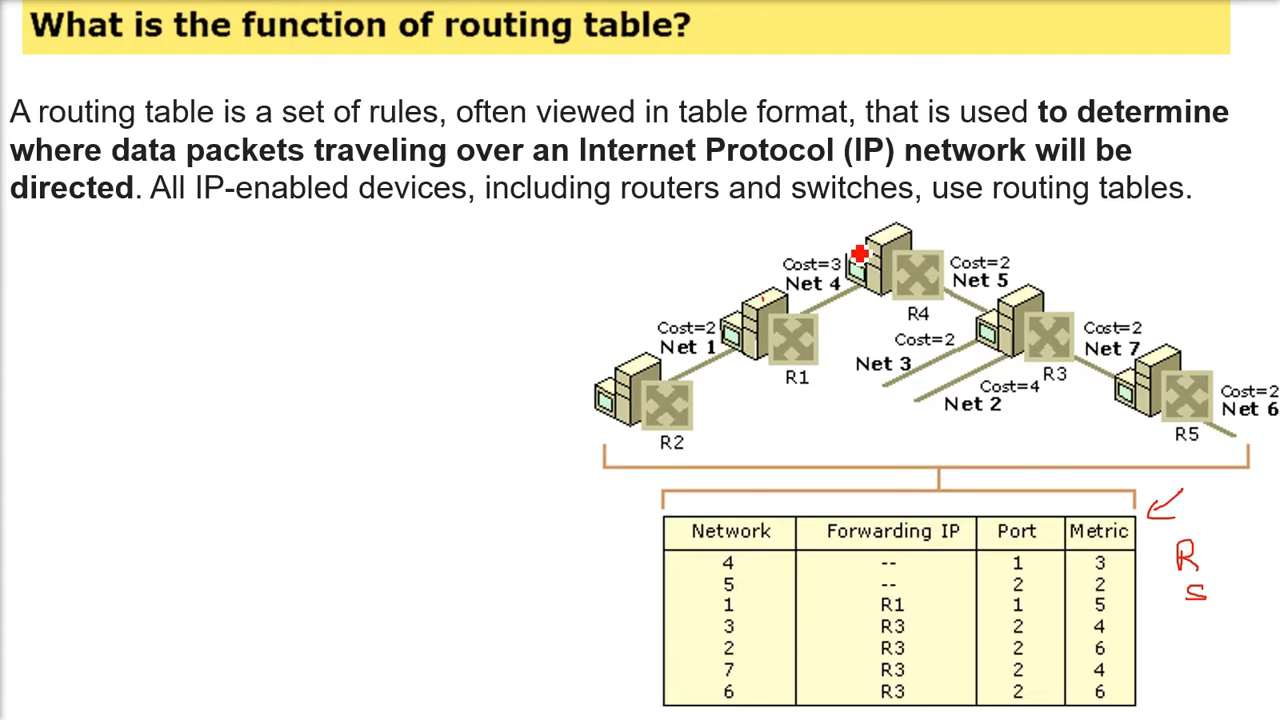 What is the function of routing table?
A routing table is a set of rules, often viewed in table format, that is used to determine
where data packets traveling over an Internet Protocol (IP) network will be
directed. All IP-enabled devices, including routers and switches, use routing tables.
Cost=3
Net 4
Cost=2
Net 5
R4
Cost=2
Net 1
R1
Cost=2
Net 3
Cost=4
Net 2
R3
Cost=2
Net 7
R2
R5
Cost=2
Net 6
Network Forwarding IP Port Metric
4 -- 1 3
5 -- 2 2
1 R1 1 5
3 R3 2 4
2 R3 2 6
7 R3 2 4
6 R3 2 6
R
S